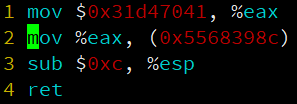 1 mov $0x31d47041, %eax
2 mov %eax, (0x5568398c)
3 sub $0xc, %esp
4 ret